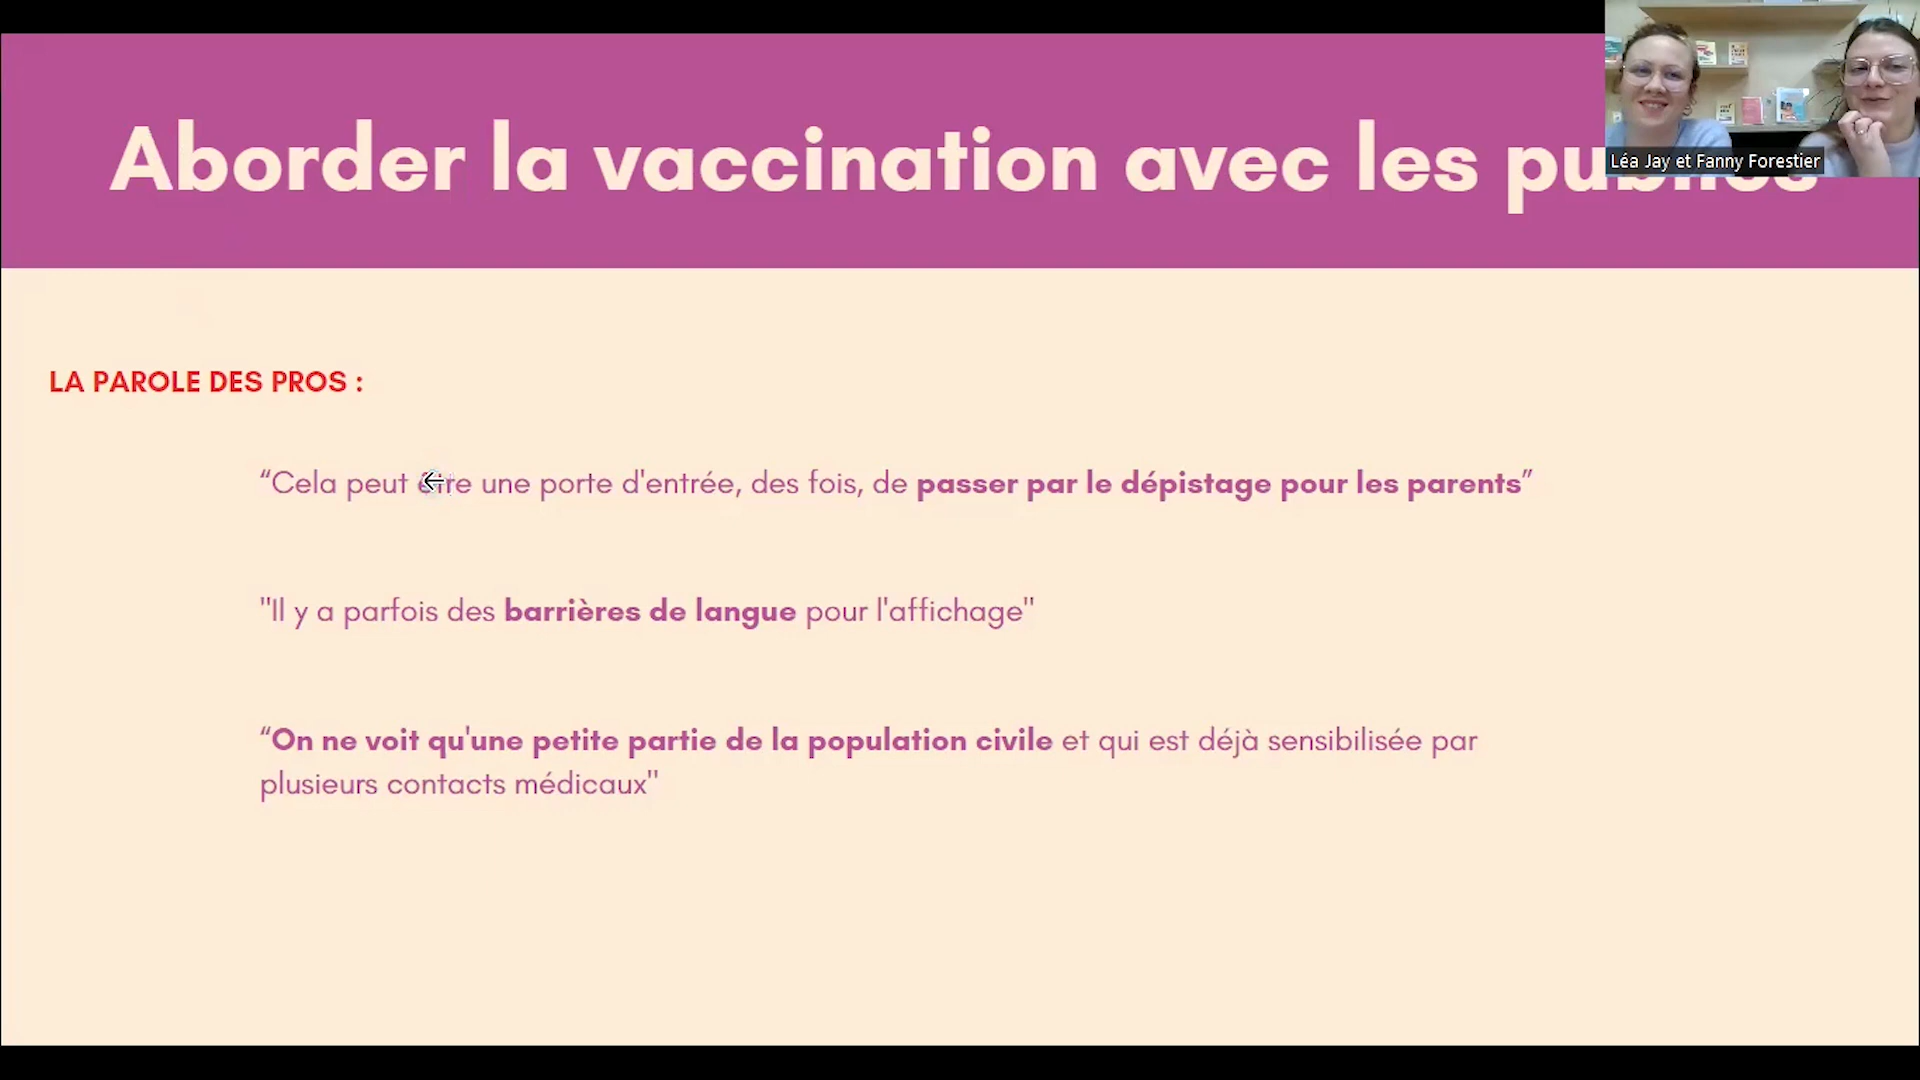 Aborder la vaccination avec les publics
Léa Jay et Fanny Forestier
LA PAROLE DES PROS :
“Cela peut être une porte d'entrée, des fois, de passer par le dépistage pour les parents”
"Il y a parfois des barrières de langue pour l'affichage"
“On ne voit qu'une petite partie de la population civile et qui est déjà sensibilisée par
plusieurs contacts médicaux"